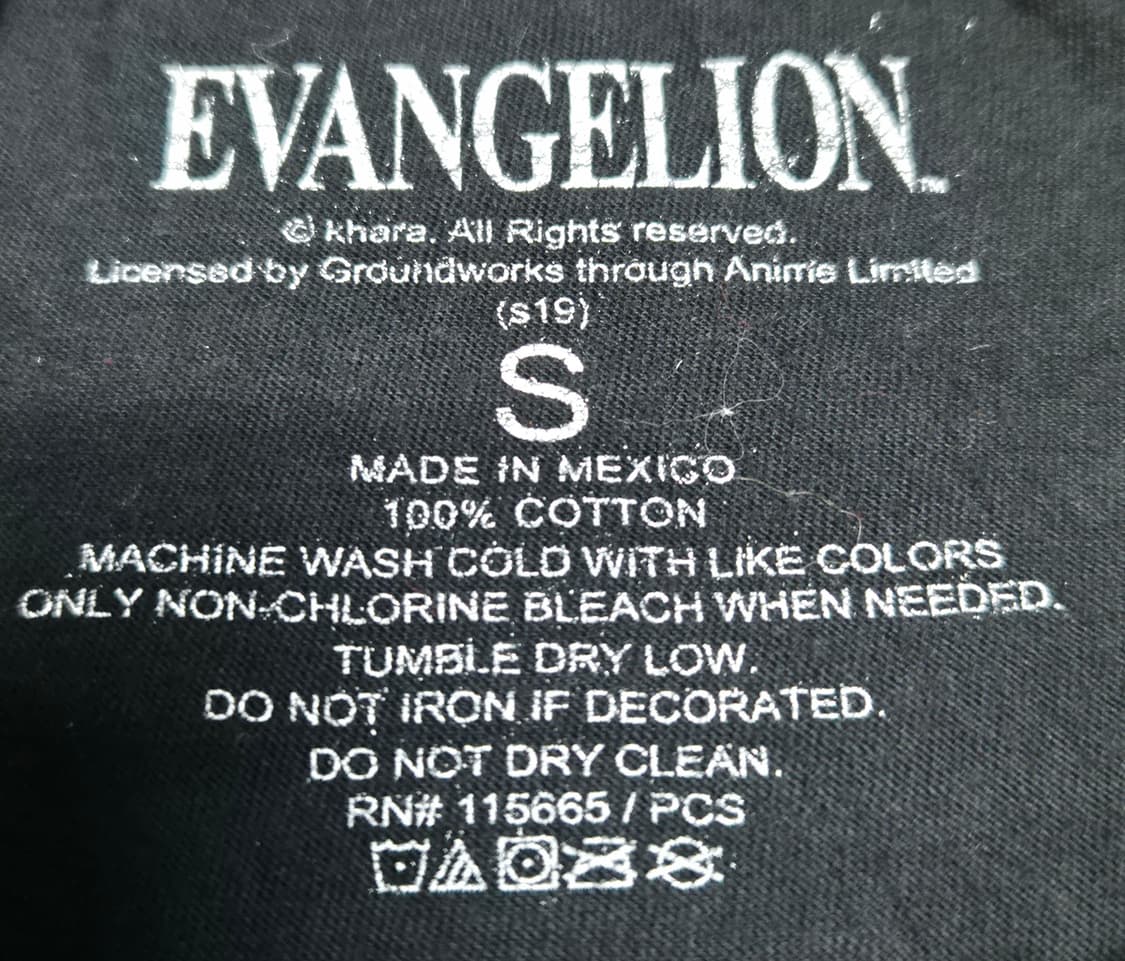 EVANGELION™
© khara. All Rights reserved.
Licensed by Groundworks through Anime Limited
(s19)
S
MADE IN MEXICO
100% COTTON
MACHINE WASH COLD WITH LIKE COLORS
ONLY NON-CHLORINE BLEACH WHEN NEEDED.
TUMBLE DRY LOW.
DO NOT IRON IF DECORATED.
DO NOT DRY CLEAN.
RN# 115665 / PCS